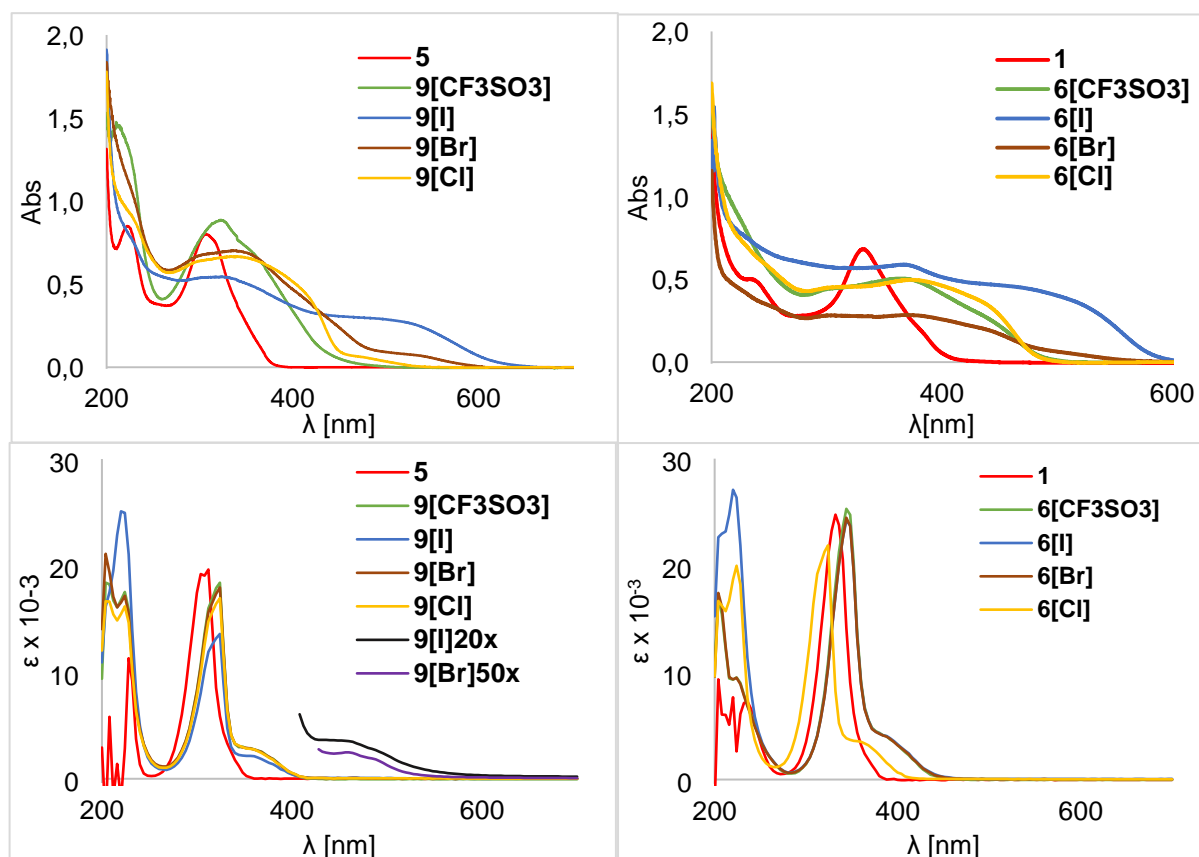 2,0
1,5
1,0
0,5
0,0
Abs
200
400
600
λ [nm]
5
9[CF3SO3]
9[I]
9[Br]
9[Cl]
2,0
1,5
1,0
0,5
0,0
Abs
200
400
600
λ[nm]
1
6[CF3SO3]
6[I]
6[Br]
6[Cl]
30
20
10
0
ε x 10-3
200
400
600
λ [nm]
5
9[CF3SO3]
9[I]
9[Br]
9[Cl]
9[I]20x
9[Br]50x
30
20
10
0
ε x 10⁻³
200
400
600
λ [nm]
1
6[CF3SO3]
6[I]
6[Br]
6[Cl]